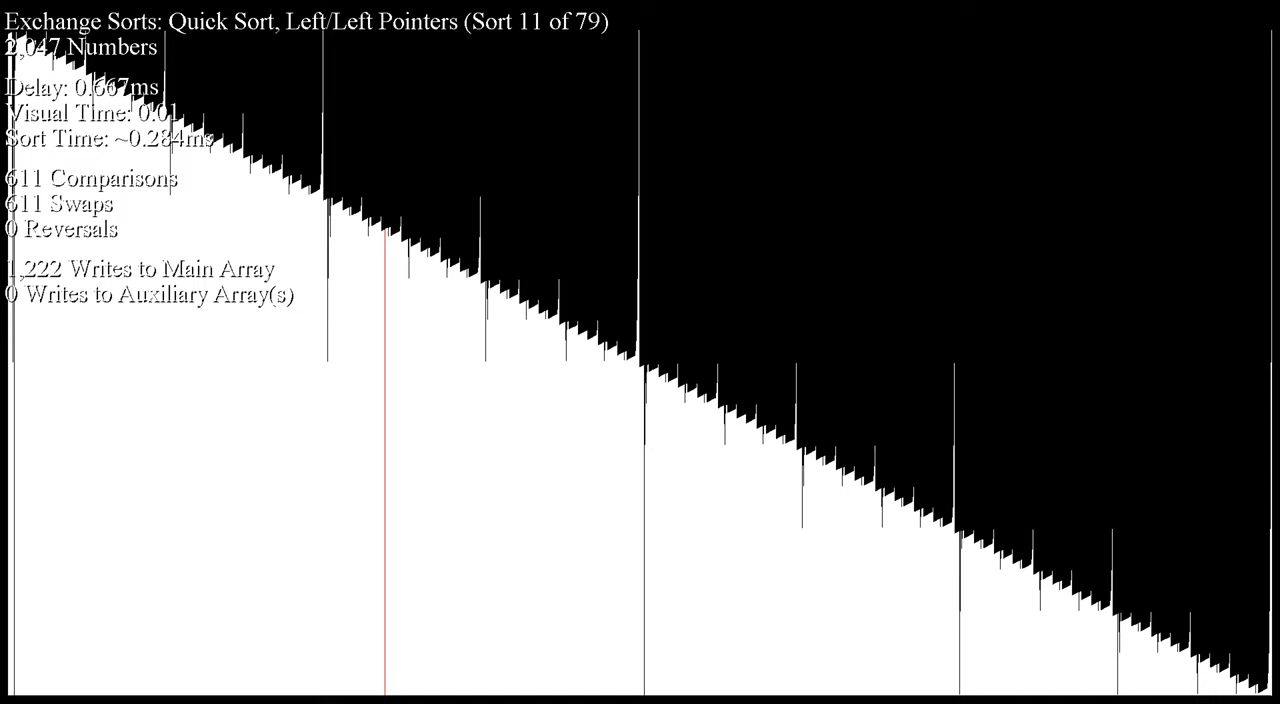 Exchange Sorts: Quick Sort, Left/Left Pointers (Sort 11 of 79)
2,047 Numbers
Delay: 0.667ms
Visual Time: 0:01
Sort Time: ~0.284ms
611 Comparisons
611 Swaps
0 Reversals
1,222 Writes to Main Array
0 Writes to Auxiliary Array(s)